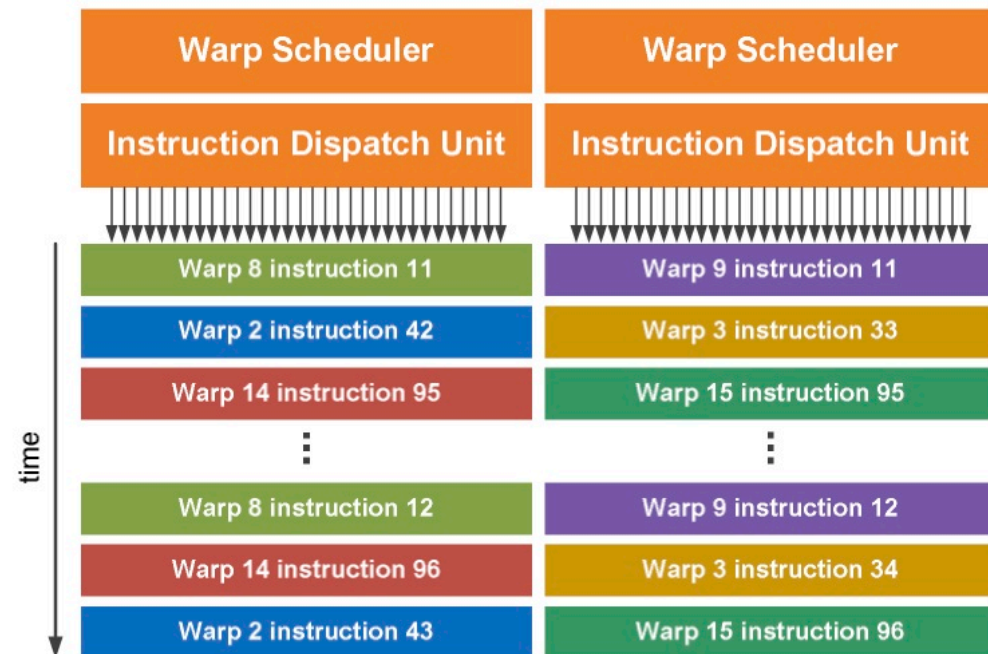 Warp Scheduler
Instruction Dispatch Unit
Warp 8 instruction 11
Warp 2 instruction 42
Warp 14 instruction 95
Warp 8 instruction 12
Warp 14 instruction 96
Warp 2 instruction 43
Warp Scheduler
Instruction Dispatch Unit
Warp 9 instruction 11
Warp 3 instruction 33
Warp 15 instruction 95
Warp 9 instruction 12
Warp 3 instruction 34
Warp 15 instruction 96
time